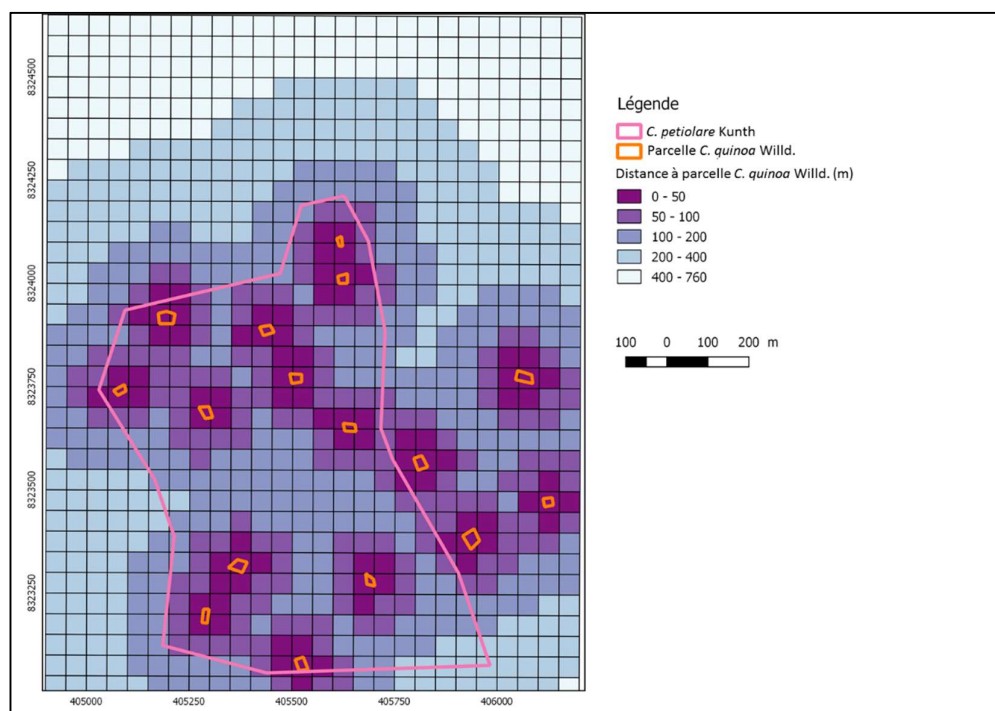 8324500
8324250
8324000
8323750
8323500
8323250
405000 405250 405500 405750 406000
Légende
C. petiolare Kunth
Parcelle C. quinoa Willd.
Distance à parcelle C. quinoa Willd. (m)
0 - 50
50 - 100
100 - 200
200 - 400
400 - 760
100 0 100 200 m